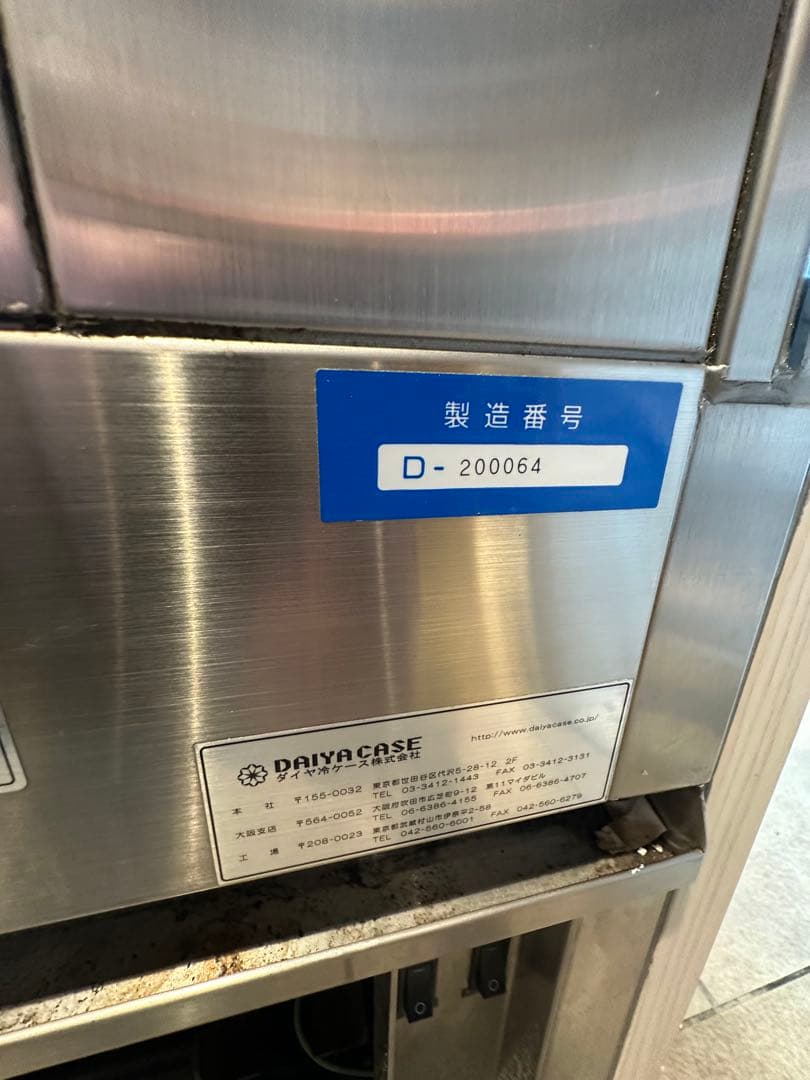 製造番号
D- 200064
DAIYA CASE
ダイヤ冷ケース株式会社
http://www.daiyacase.co.jp/
本 社 〒155-0032 東京都世田谷区代沢5-28-12 2F
TEL 03-3412-1443 FAX 03-3412-3131
大阪支店 〒564-0052 大阪府吹田市広芝町9-12 第11マイダビル
TEL 06-6386-4155 FAX 06-6386-4707
工 場 〒208-0023 東京都武蔵村山市伊奈平2-58
TEL 042-560-6001 FAX 042-560-6279